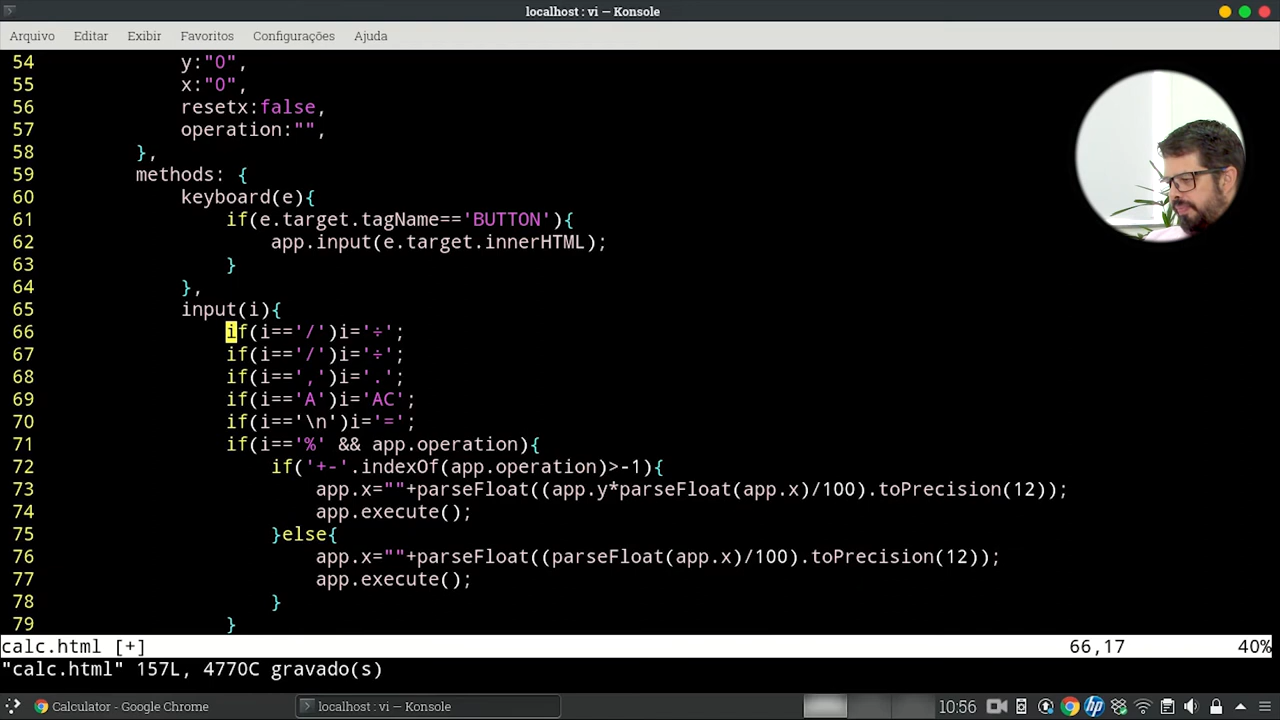 localhost : vi — Konsole
Arquivo Editar Exibir Favoritos Configurações Ajuda
54 y:"0",
55 x:"0",
56 resetx:false,
57 operation:"",
58 },
59 methods: {
60 keyboard(e){
61 if(e.target.tagName=='BUTTON'){
62 app.input(e.target.innerHTML);
63 }
64 },
65 input(i){
66 if(i=='/')i='÷';
67 if(i=='/')i='÷';
68 if(i==',')i='.';
69 if(i=='A')i='AC';
70 if(i=='\n')i='=';
71 if(i=='%' && app.operation){
72 if('+-'.indexOf(app.operation)>-1){
73 app.x=""+parseFloat((app.y*parseFloat(app.x)/100).toPrecision(12));
74 app.execute();
75 }else{
76 app.x=""+parseFloat((parseFloat(app.x)/100).toPrecision(12));
77 app.execute();
78 }
79 }
calc.html [+] 66,17 40%
"calc.html" 157L, 4770C gravado(s)
Calculator - Google Chrome localhost : vi — Konsole 10:56